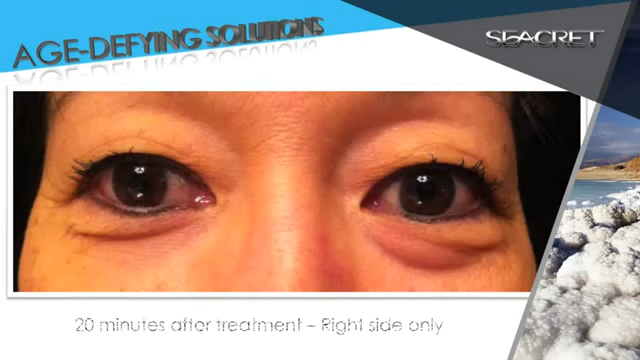 AGE-DEFYING SOLUTIONS
SEACRET
20 minutes after treatment – Right side only